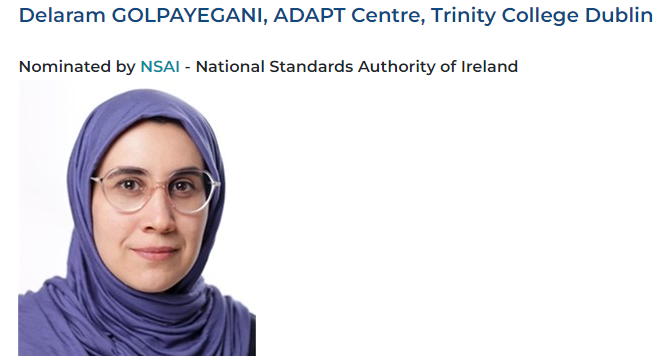 Delaram GOLPAYEGANI, ADAPT Centre, Trinity College Dublin
Nominated by NSAI - National Standards Authority of Ireland